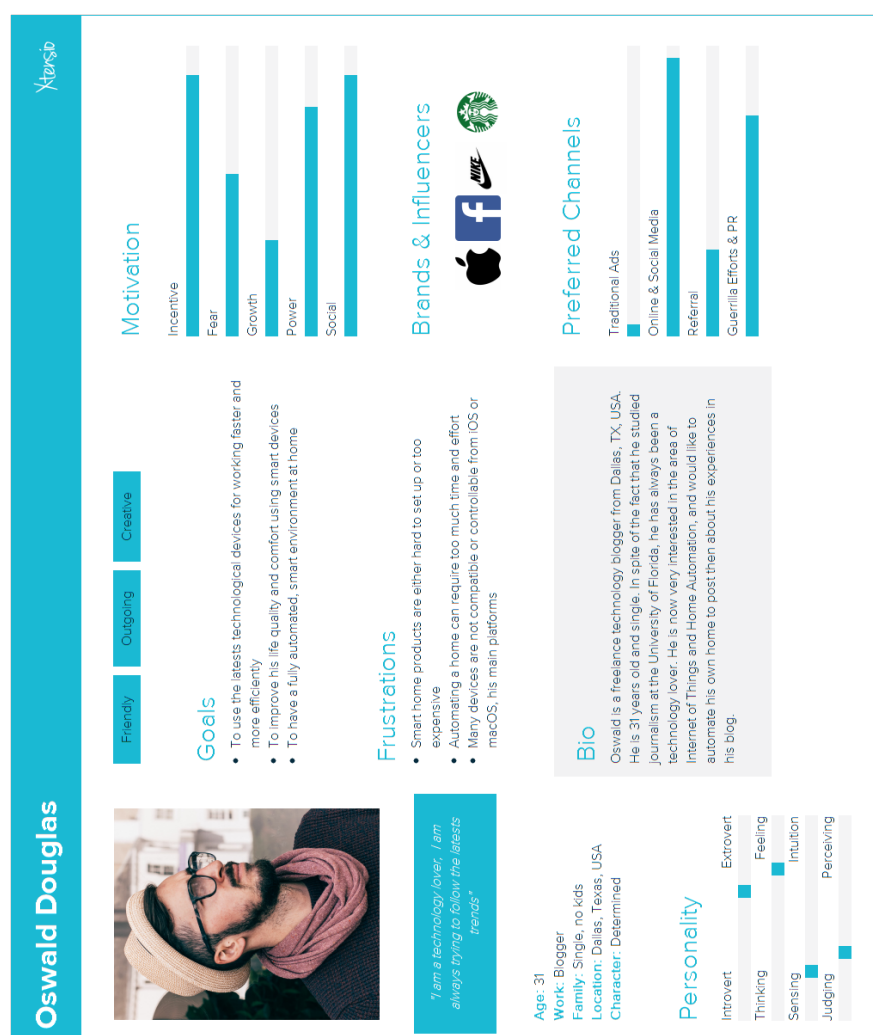 Oswald Douglas
Xtensio
"I am a technology lover, I am
always trying to follow the latests
trends"
Age: 31
Work: Blogger
Family: Single, no kids
Location: Dallas, Texas, USA
Character: Determined
Personality
Introvert Extrovert
Thinking Feeling
Sensing Intuition
Judging Perceiving
Friendly
Outgoing
Creative
Goals
• To use the latests technological devices for working faster and
more efficiently
• To improve his life quality and comfort using smart devices
• To have a fully automated, smart environment at home
Frustrations
• Smart home products are either hard to set up or too
expensive
• Automating a home can require too much time and effort
• Many devices are not compatible or controllable from iOS or
macOS, his main platforms
Bio
Oswald is a freelance technology blogger from Dallas, TX, USA.
He is 31 years old and single. In spite of the fact that he studied
journalism at the University of Florida, he has always been a
technology lover. He is now very interested in the area of
Internet of Things and Home Automation, and would like to
automate his own home to post then about his experiences in
his blog.
Motivation
Incentive
Fear
Growth
Power
Social
Brands & Influencers
f
NIKE
Preferred Channels
Traditional Ads
Online & Social Media
Referral
Guerrilla Efforts & PR